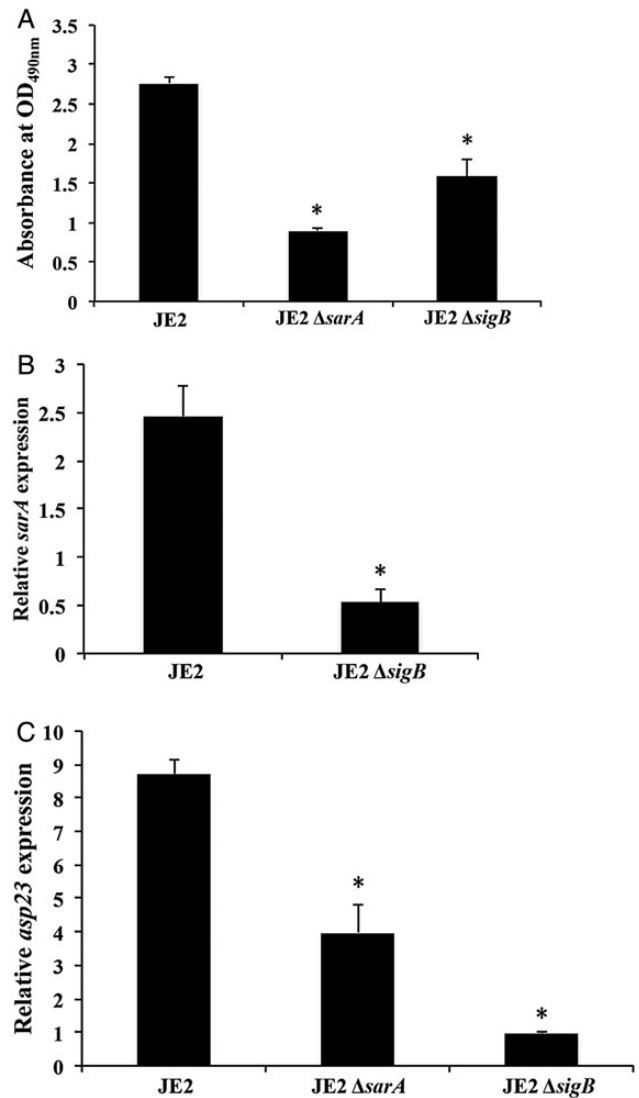 A
Absorbance at OD490nm
3.5
3
2.5
2
1.5
1
0.5
0
*
*
JE2
JE2 ΔsarA
JE2 ΔsigB
B
Relative sarA expression
3
2.5
2
1.5
1
0.5
0
*
JE2
JE2 ΔsigB
C
Relative asp23 expression
10
9
8
7
6
5
4
3
2
1
0
*
*
JE2
JE2 ΔsarA
JE2 ΔsigB